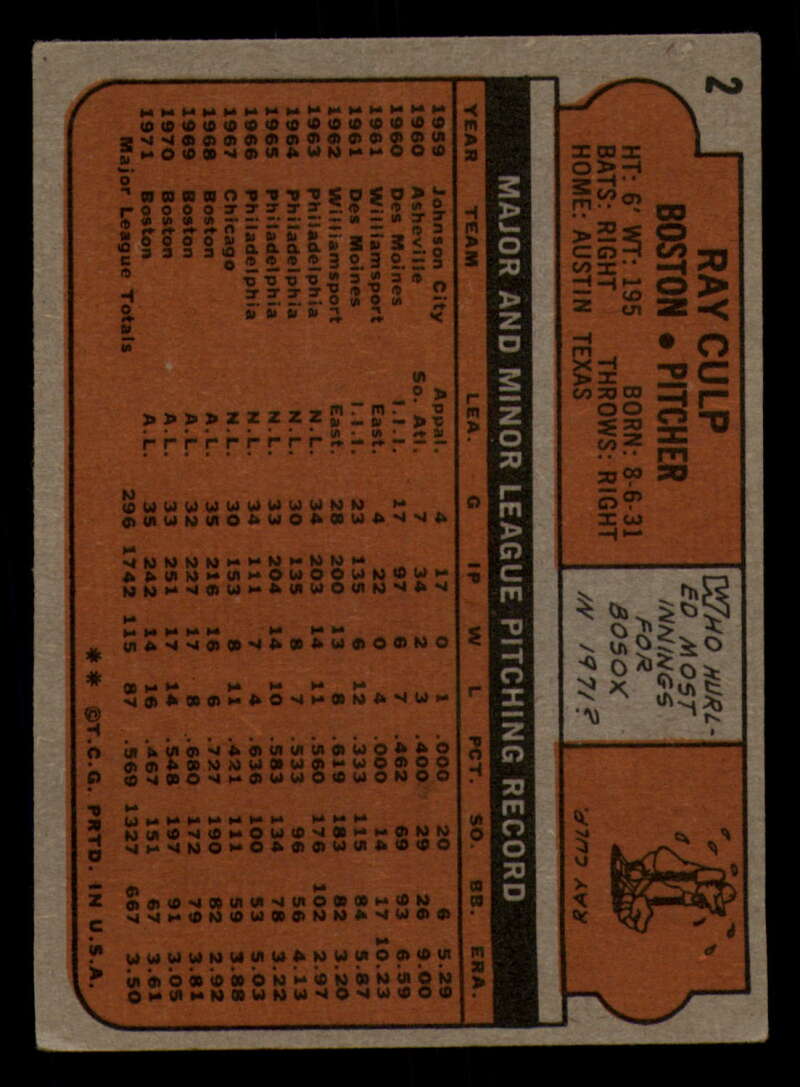 2
RAY CULP
BOSTON • PITCHER
HT: 6' WT: 195 BORN: 8-6-31
BATS: RIGHT THROWS: RIGHT
HOME: AUSTIN TEXAS
WHO HURL-
ED MOST
INNINGS
FOR
BOSOX
IN 1971?
RAY CULP.
MAJOR AND MINOR LEAGUE PITCHING RECORD
YEAR TEAM LEA. G IP W L PCT. SO. BB. ERA.
1959 Johnson City Appal. 4 17 0 1 .000 20 6 5.29
1960 Asheville So. Atl. 7 34 2 3 .400 29 26 9.00
1960 Des Moines I.I.I. 17 97 6 7 .462 69 93 6.59
1961 Williamsport East. 4 22 0 4 .000 14 17 10.23
1961 Des Moines I.I.I. 23 135 6 12 .333 115 84 5.87
1962 Williamsport East. 28 200 13 8 .619 183 82 3.20
1963 Philadelphia N.L. 34 203 14 11 .560 176 102 2.97
1964 Philadelphia N.L. 30 135 8 7 .533 96 56 4.13
1965 Philadelphia N.L. 33 204 14 10 .583 134 78 3.22
1966 Philadelphia N.L. 34 111 7 4 .636 100 53 5.03
1967 Chicago N.L. 30 153 8 11 .421 111 59 3.88
1968 Boston A.L. 35 216 16 6 .727 190 82 2.92
1969 Boston A.L. 32 227 17 8 .680 172 79 3.81
1970 Boston A.L. 33 251 17 14 .548 197 91 3.05
1971 Boston A.L. 35 242 14 16 .467 151 67 3.61
Major League Totals 296 1742 115 87 .569 1327 667 3.50
** ©T.C.G. PRTD. IN U.S.A.